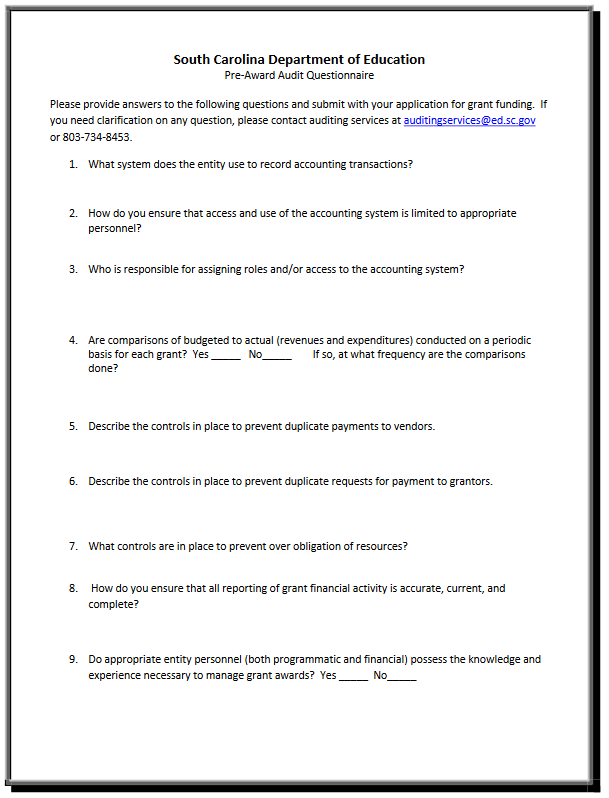 South Carolina Department of Education
Pre-Award Audit Questionnaire
Please provide answers to the following questions and submit with your application for grant funding.  If
you need clarification on any question, please contact auditing services at auditingservices@ed.sc.gov
or 803-734-8453.
1. What system does the entity use to record accounting transactions?
2. How do you ensure that access and use of the accounting system is limited to appropriate
personnel?
3. Who is responsible for assigning roles and/or access to the accounting system?
4. Are comparisons of budgeted to actual (revenues and expenditures) conducted on a periodic
basis for each grant?  Yes _____  No_____  If so, at what frequency are the comparisons
done?
5. Describe the controls in place to prevent duplicate payments to vendors.
6. Describe the controls in place to prevent duplicate requests for payment to grantors.
7. What controls are in place to prevent over obligation of resources?
8. How do you ensure that all reporting of grant financial activity is accurate, current, and
complete?
9. Do appropriate entity personnel (both programmatic and financial) possess the knowledge and
experience necessary to manage grant awards?  Yes _____  No_____